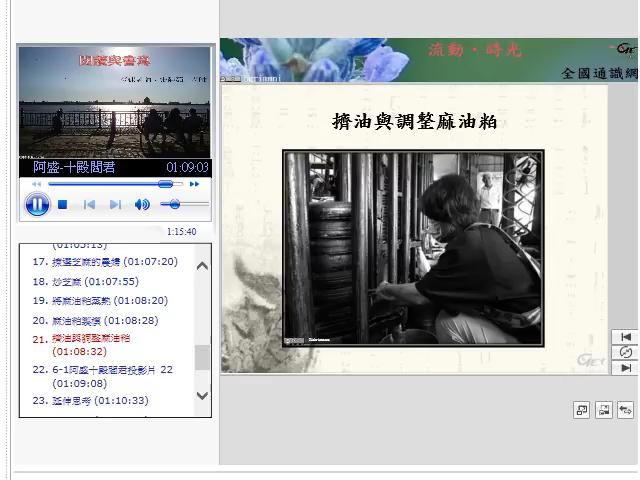 閱讀與書寫
阿盛-十殿閻君 01:09:03
1:15:40
(01:05:13)
17. 揀選芝麻的農婦 (01:07:20)
18. 炒芝麻 (01:07:55)
19. 將麻油粕蒸熟 (01:08:20)
20. 麻油粕製模 (01:08:28)
21. 擠油與調整麻油粕
(01:08:32)
22. 6-1阿盛十殿閻君投影片 22
(01:09:08)
23. 延伸思考 (01:10:33)
流動・時光
全國通識網
擠油與調整麻油粕